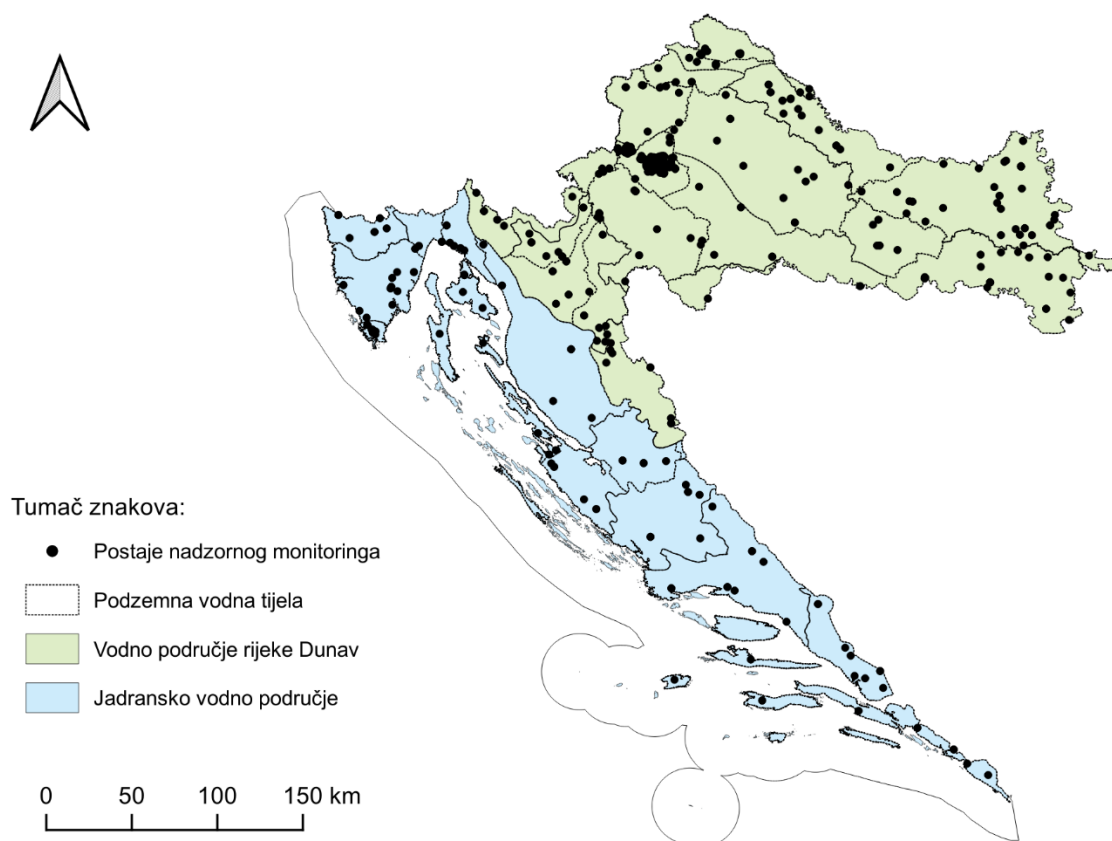 Tumač znakova:
Postaje nadzornog monitoringa
Podzemna vodna tijela
Vodno područje rijeke Dunav
Jadransko vodno područje
0 50 100 150 km